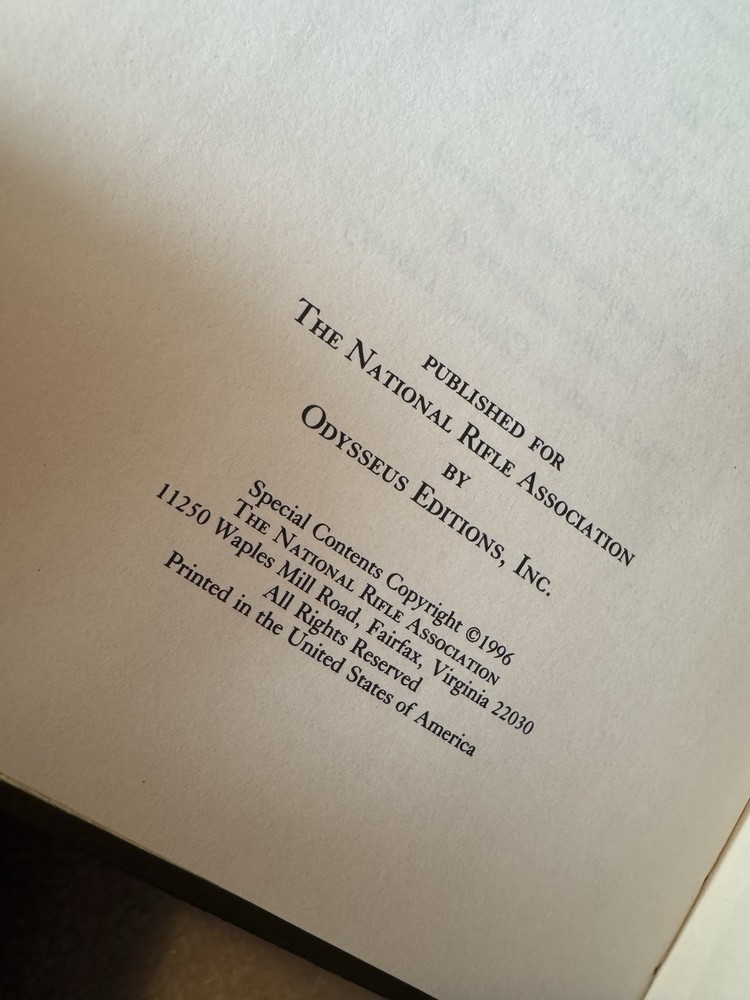 PUBLISHED FOR
THE NATIONAL RIFLE ASSOCIATION
BY
ODYSSEUS EDITIONS, INC.
Special Contents Copyright ©1996
THE NATIONAL RIFLE ASSOCIATION
11250 Waples Mill Road, Fairfax, Virginia 22030
All Rights Reserved
Printed in the United States of America